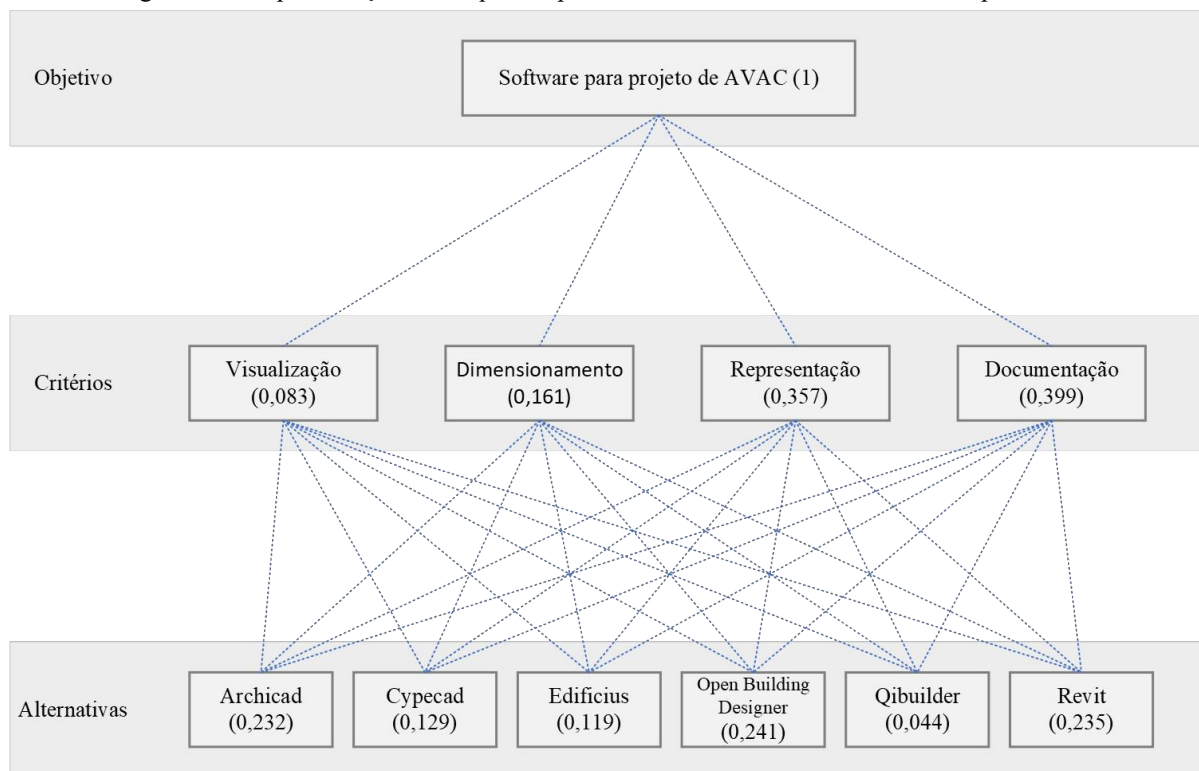 Objetivo
Software para projeto de AVAC (1)
Critérios
Visualização
(0,083)
Dimensionamento
(0,161)
Representação
(0,357)
Documentação
(0,399)
Alternativas
Archicad
(0,232)
Cypecad
(0,129)
Edificius
(0,119)
Open Building
Designer
(0,241)
Qibuilder
(0,044)
Revit
(0,235)